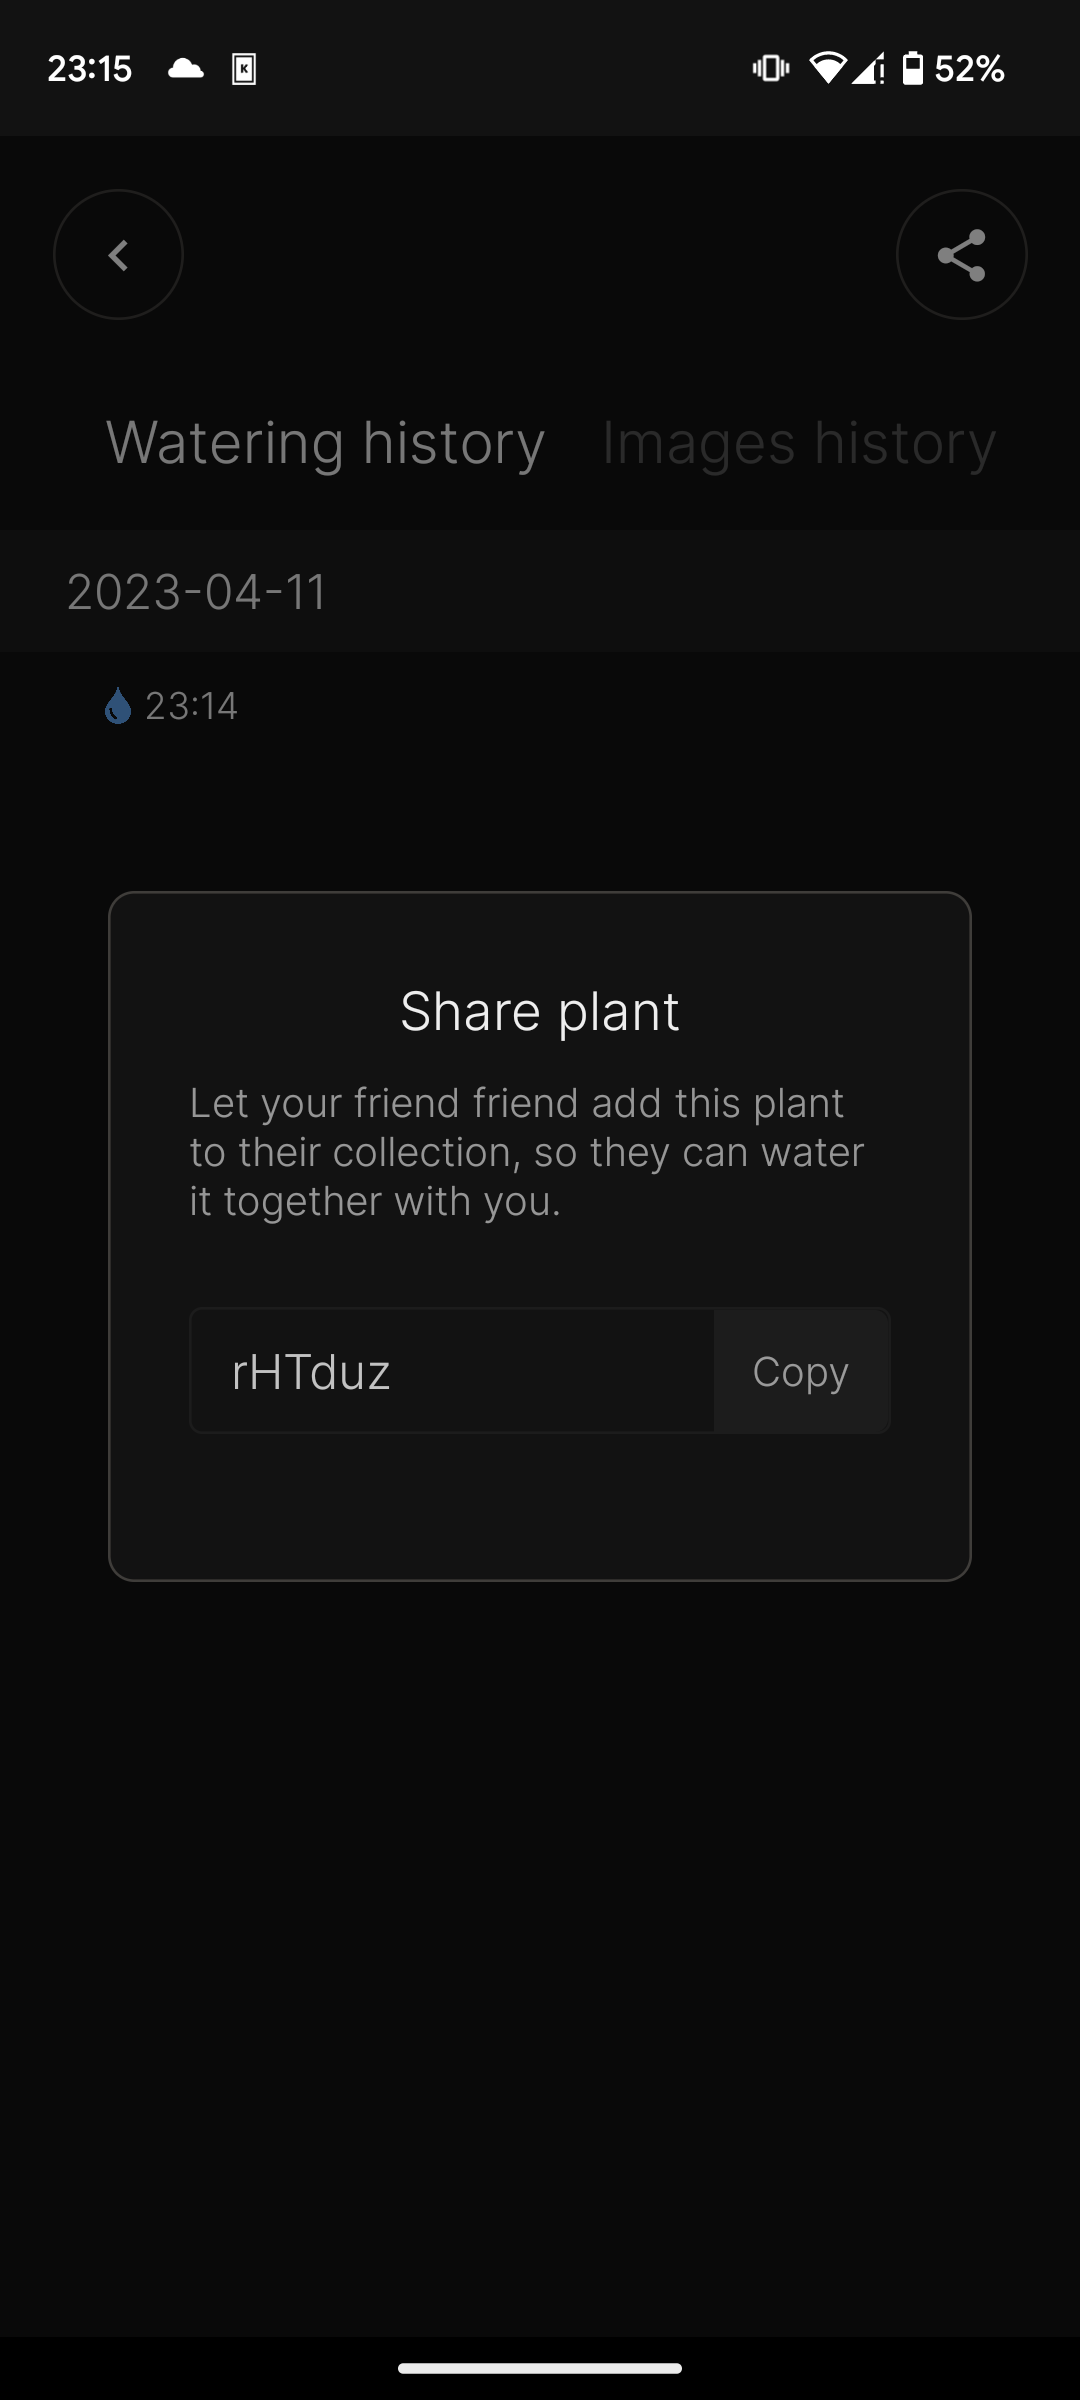 23:15 K 52%
Watering history Images history
2023-04-11
23:14
Share plant
Let your friend friend add this plant
to their collection, so they can water
it together with you.
rHTduz Copy